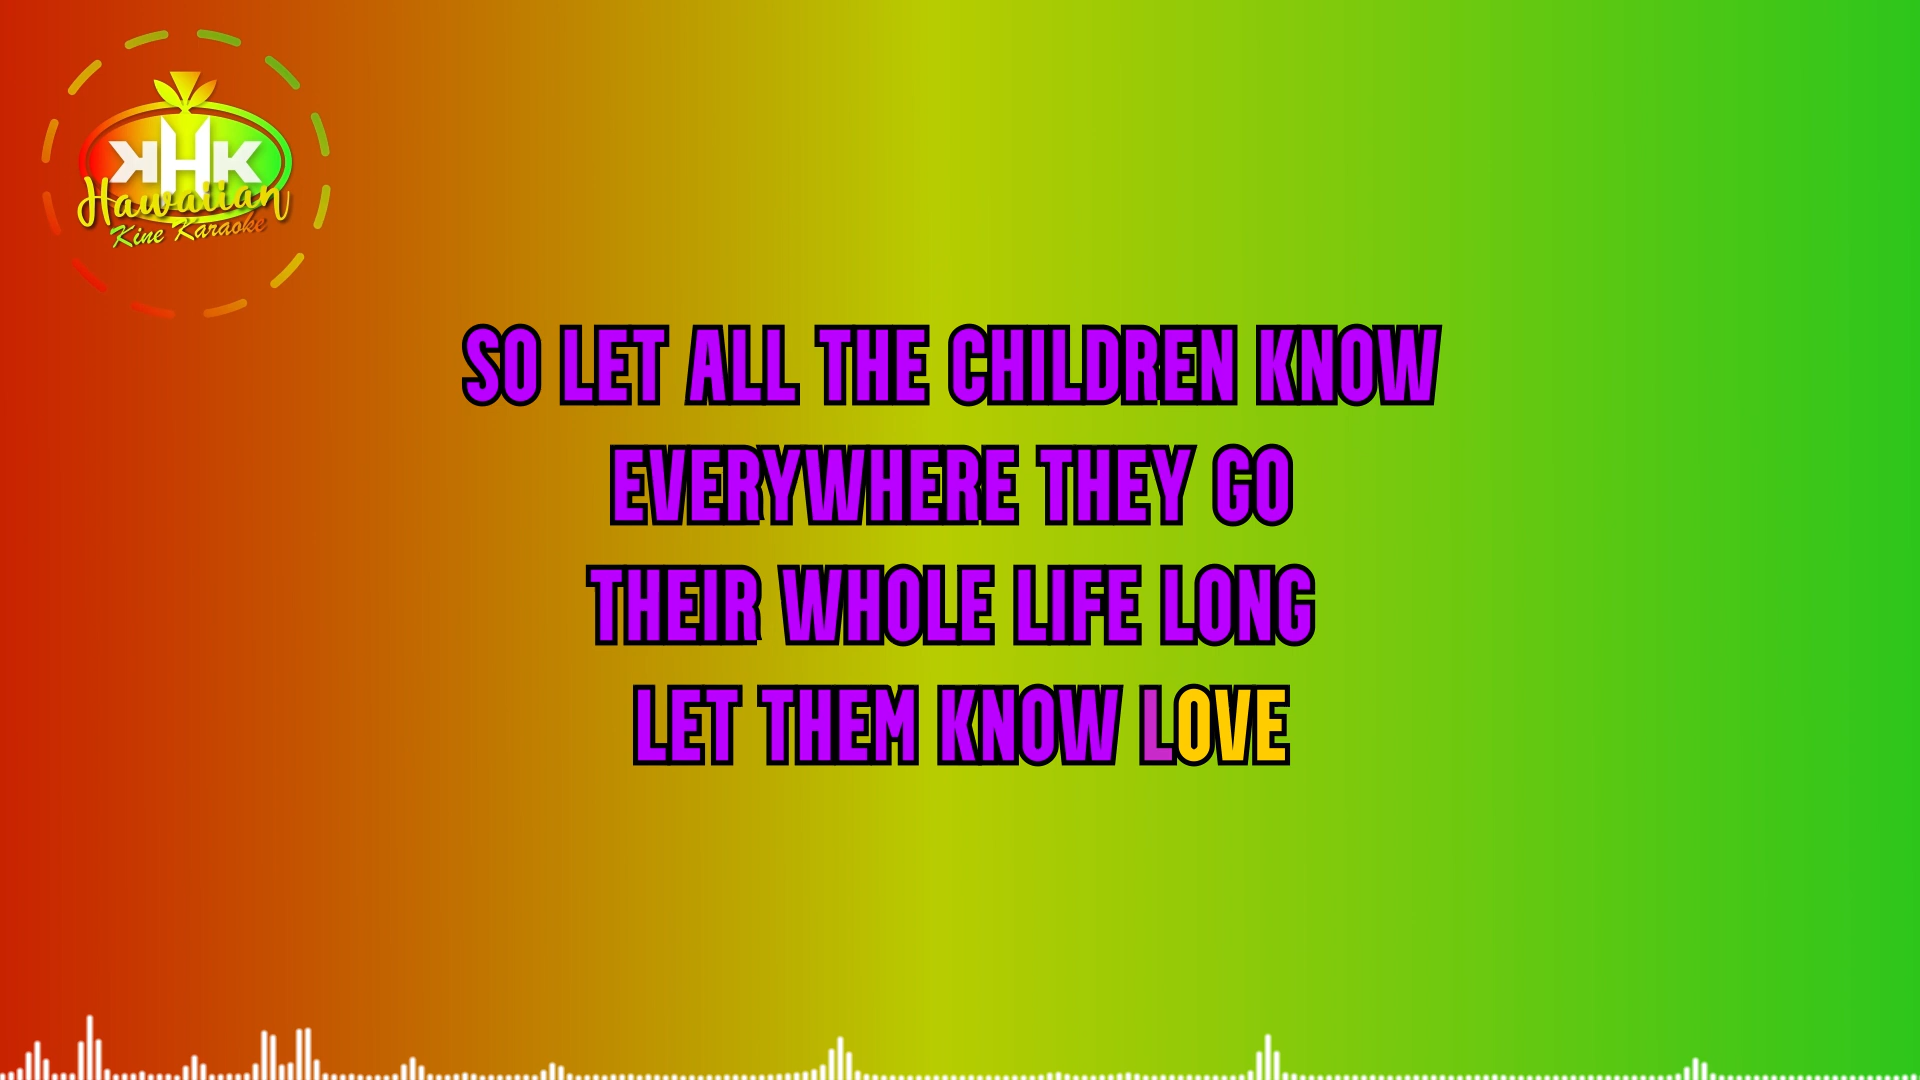 KHK
Hawaiian
Kine Karaoke
SO LET ALL THE CHILDREN KNOW
EVERYWHERE THEY GO
THEIR WHOLE LIFE LONG
LET THEM KNOW LOVE